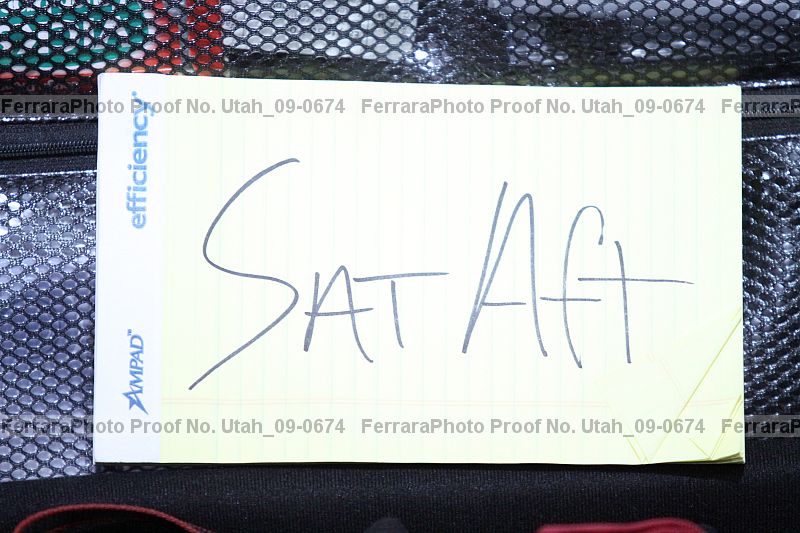 FerraraPhoto Proof No. Utah_09-0674 FerraraPhoto Proof No. Utah_09-0674
efficiency®
SAT Aft
AMPAD™
FerraraPhoto Proof No. Utah_09-0674 FerraraPhoto Proof No. Utah_09-0674